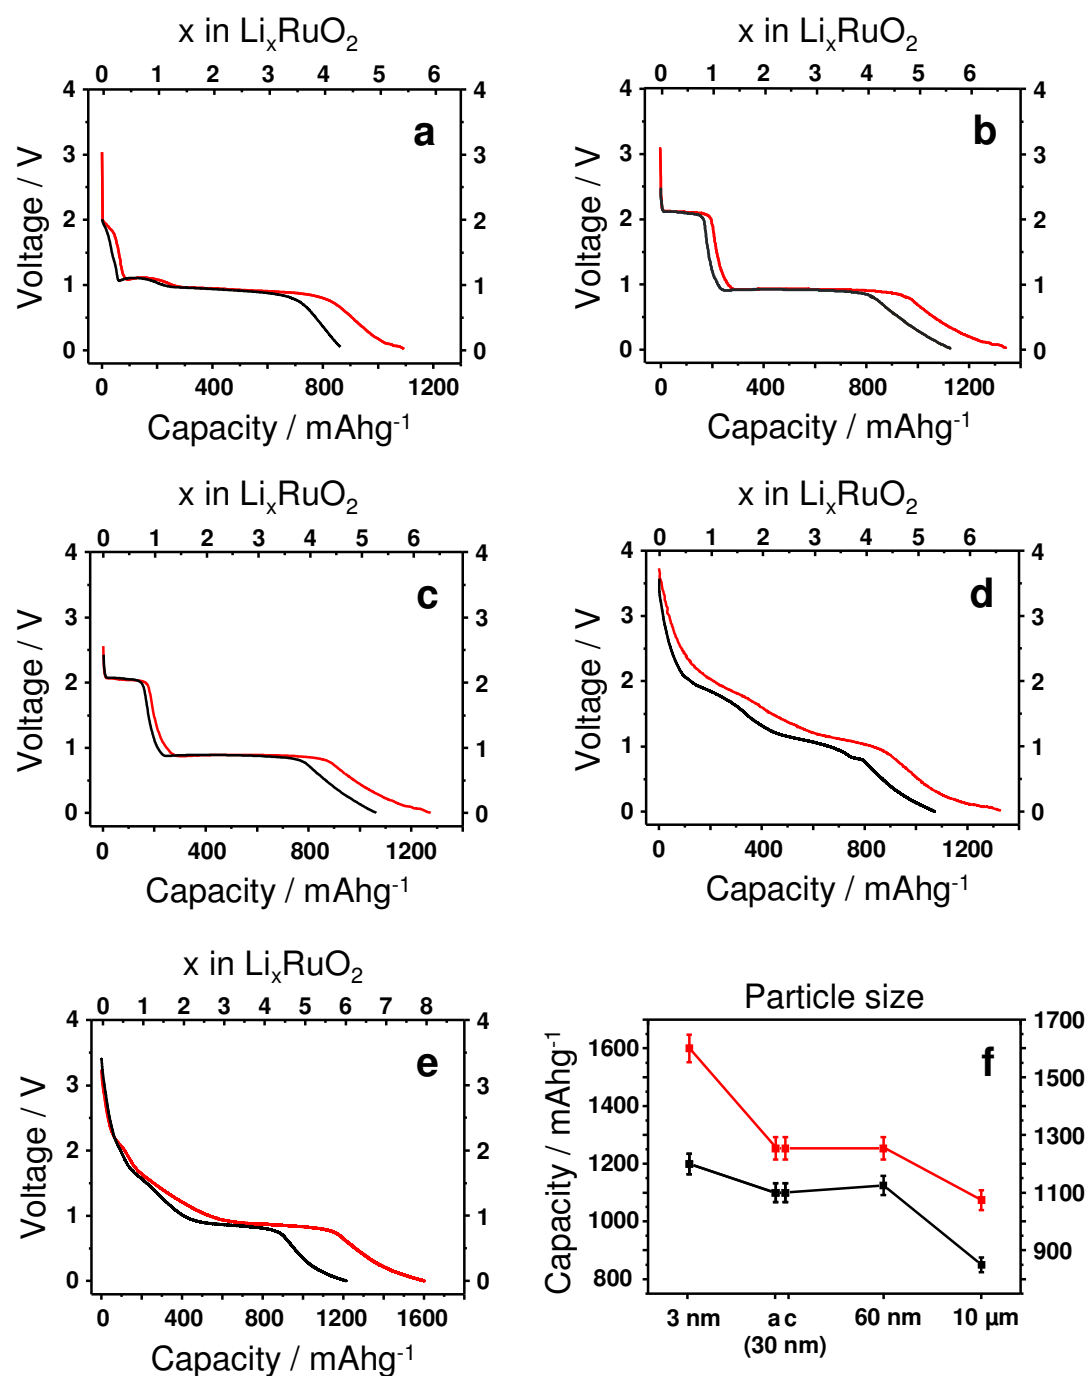 x in LixRuO2
0 1 2 3 4 5 6
4 4
a
3 3
2 2
1 1
0 0
Voltage / V
0 400 800 1200
Capacity / mAhg-1
x in LixRuO2
0 1 2 3 4 5 6
4 4
b
3 3
2 2
1 1
0 0
Voltage / V
0 400 800 1200
Capacity / mAhg-1
x in LixRuO2
0 1 2 3 4 5 6
4 4
c
3 3
2 2
1 1
0 0
Voltage / V
0 400 800 1200
Capacity / mAhg-1
x in LixRuO2
0 1 2 3 4 5 6
4 4
d
3 3
2 2
1 1
0 0
Voltage / V
0 400 800 1200
Capacity / mAhg-1
x in LixRuO2
0 1 2 3 4 5 6 7 8
4 4
e
3 3
2 2
1 1
0 0
Voltage / V
0 400 800 1200 1600
Capacity / mAhg-1
Particle size
1700
1600
f
1500
1400
1300
1200
1100
1000
900
800
Capacity / mAhg-1
3 nm a c 60 nm 10 µm
(30 nm)